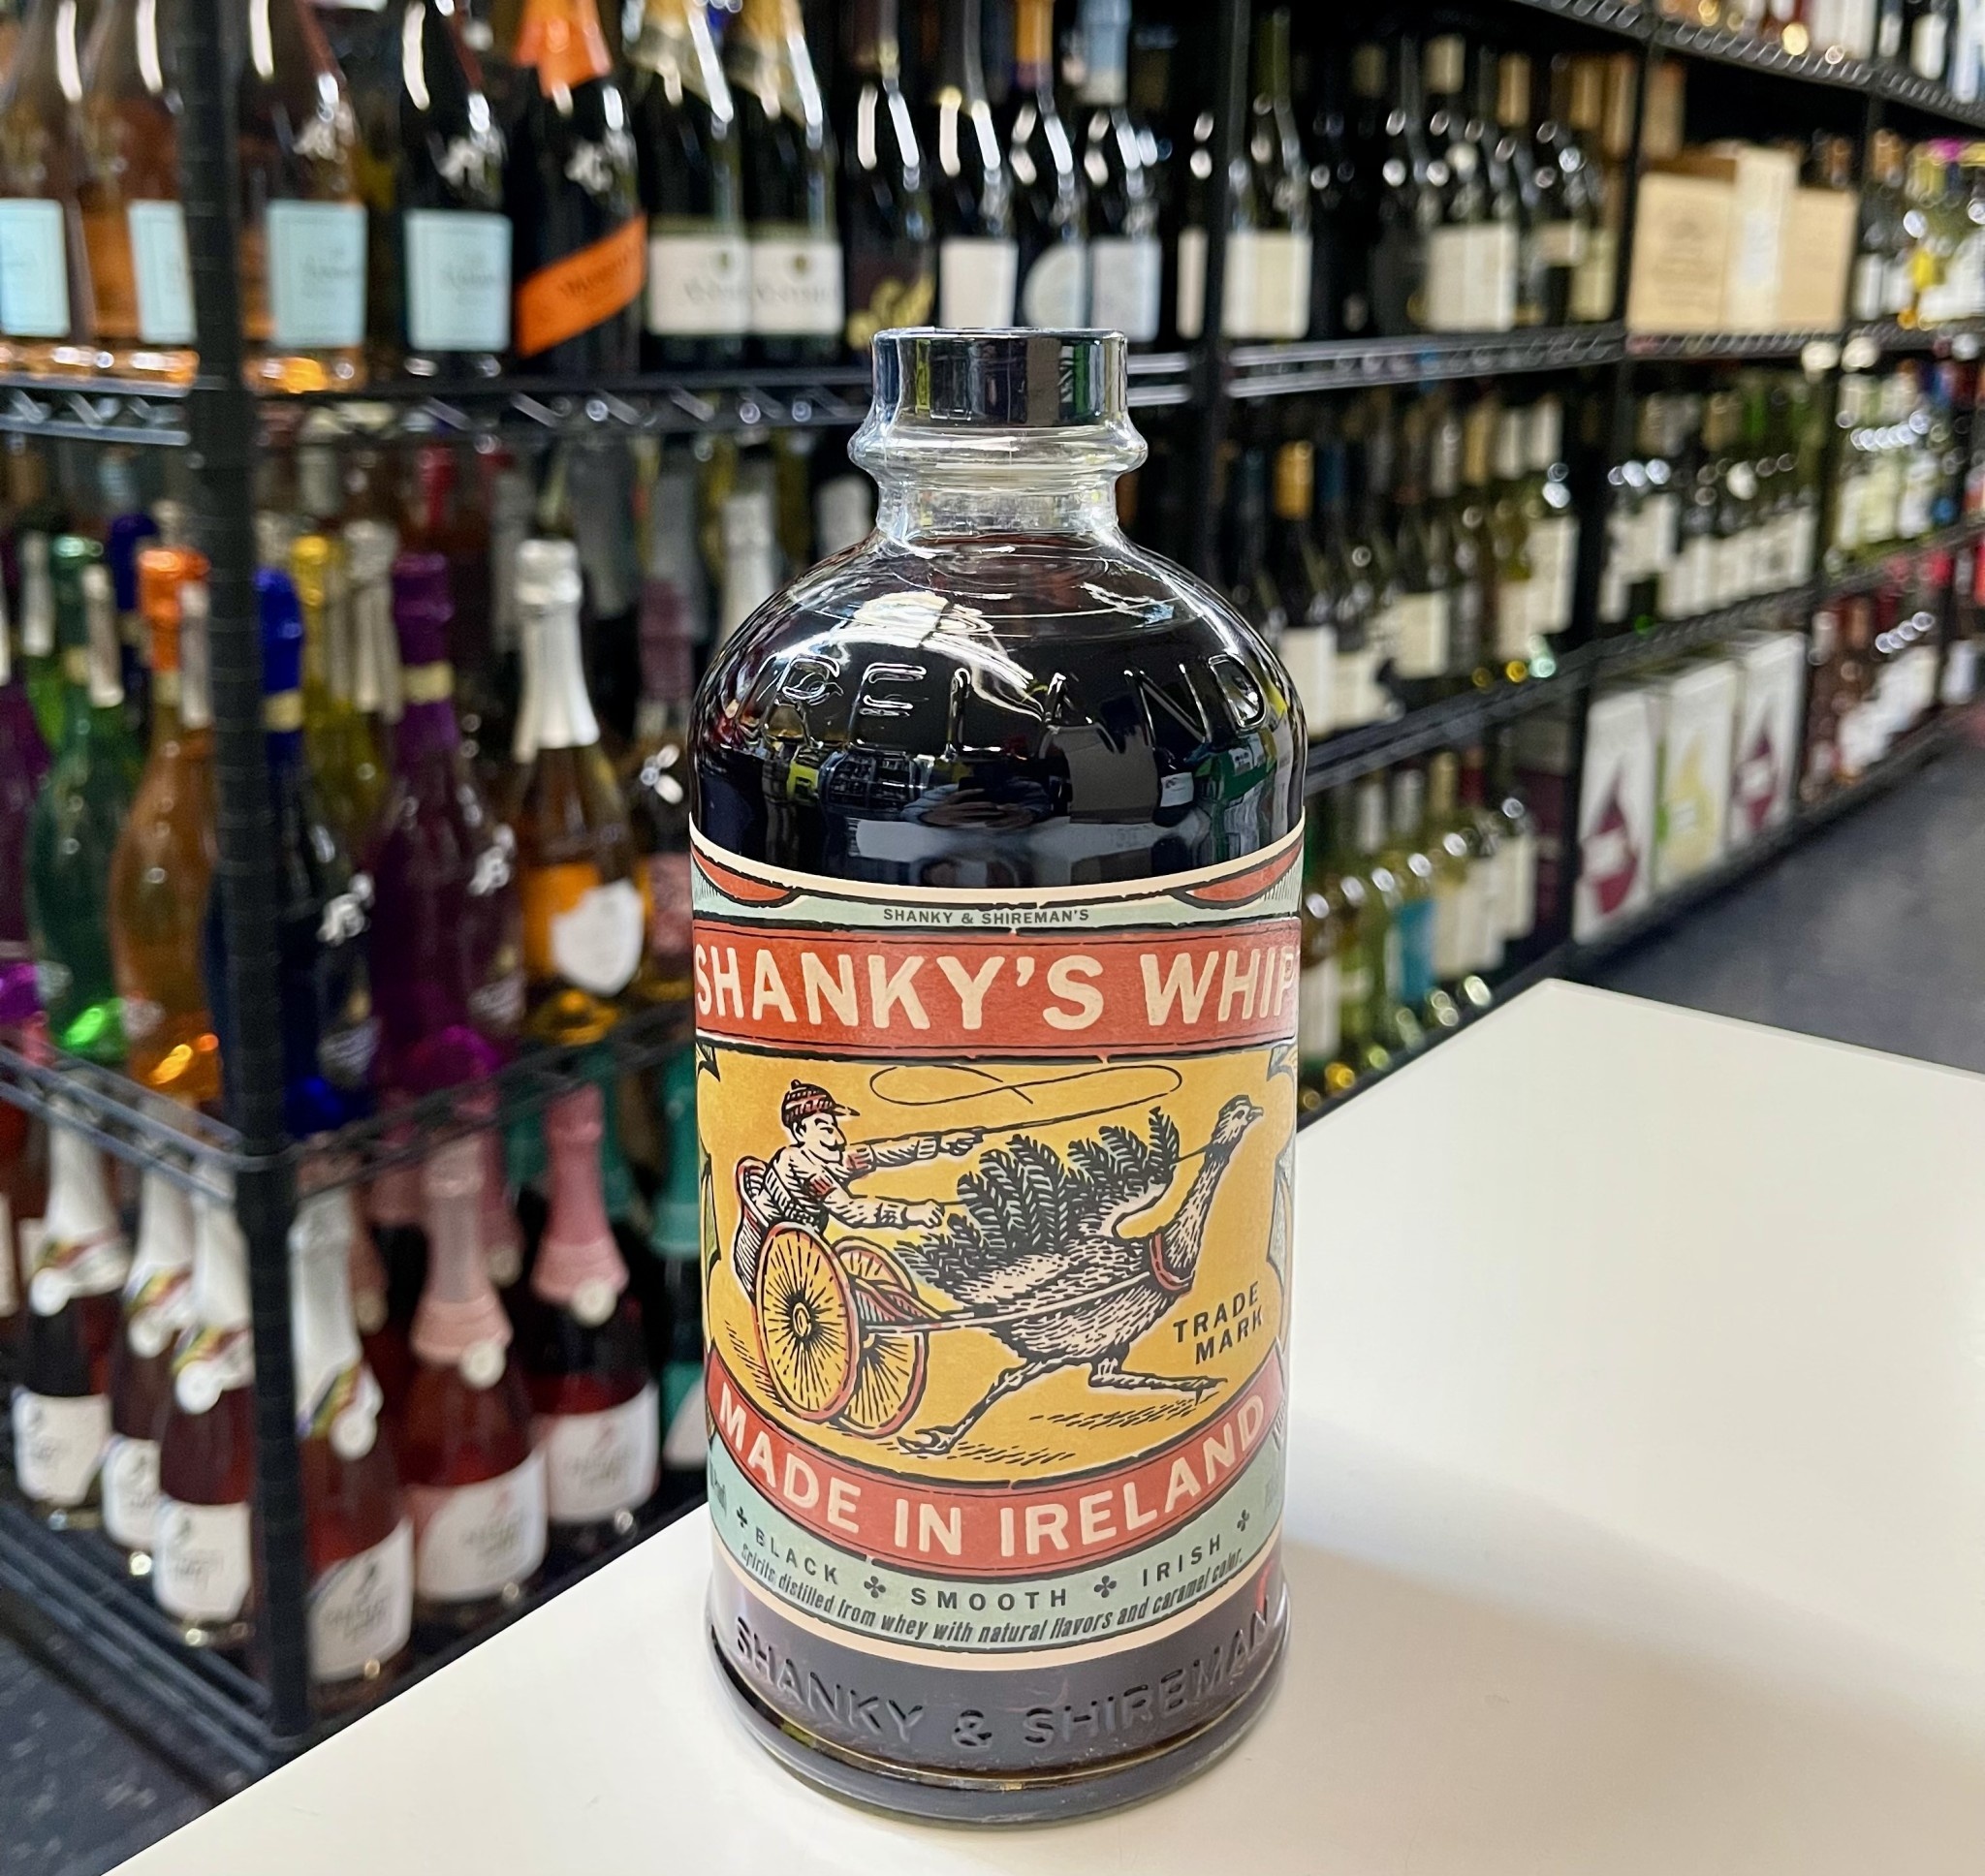 IRELAND
SHANKY & SHIREMAN'S
SHANKY'S WHIP
TRADE
MARK
MADE IN IRELAND
BLACK ✤ SMOOTH ✤ IRISH
spirits distilled from whey with natural flavors and caramel color.
SHANKY & SHIREMAN